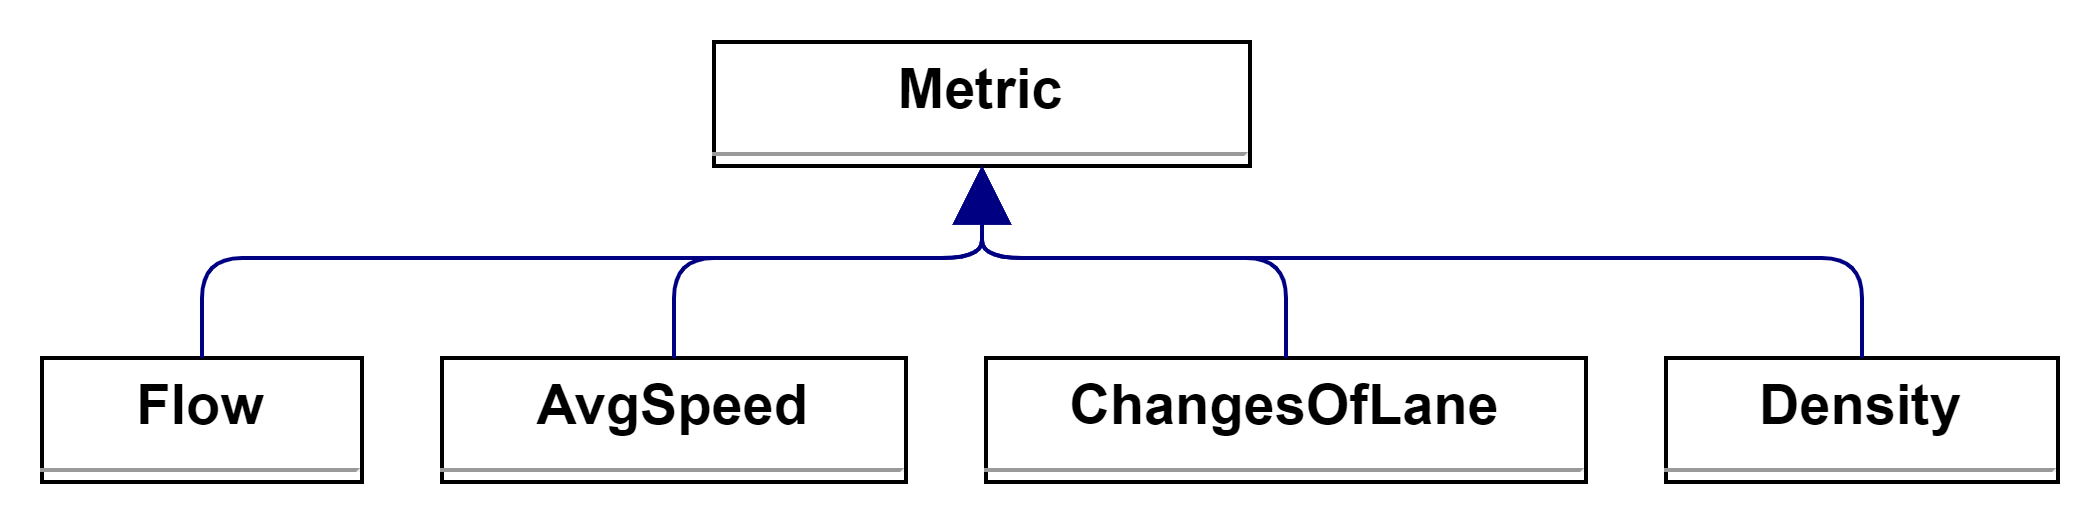 Metric
Flow
AvgSpeed
ChangesOfLane
Density